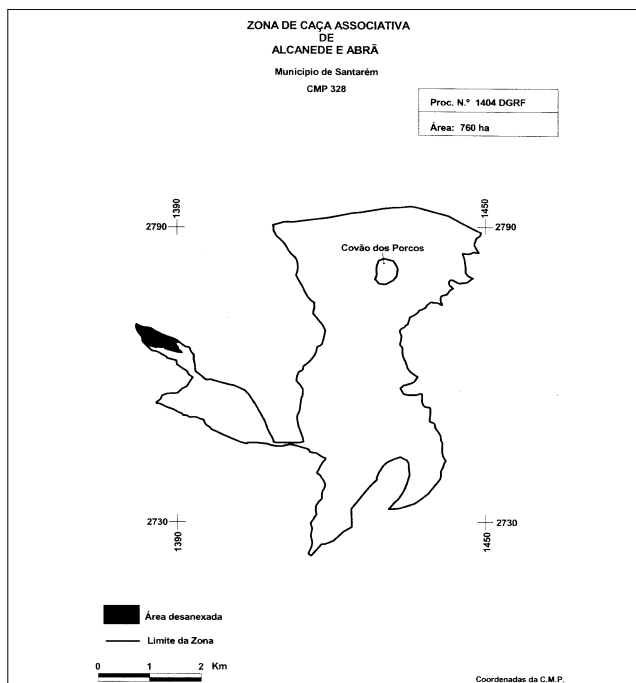 ZONA DE CAÇA ASSOCIATIVA
DE
ALCANEDE E ABRÃ
Município de Santarém
CMP 328
Proc. N.º 1404 DGRF
Área: 760 ha
1390
1450
2790
2790
Covão dos Porcos
2730
2730
1390
1450
Área desanexada
Limite da Zona
0 1 2 Km
Coordenadas da C.M.P.